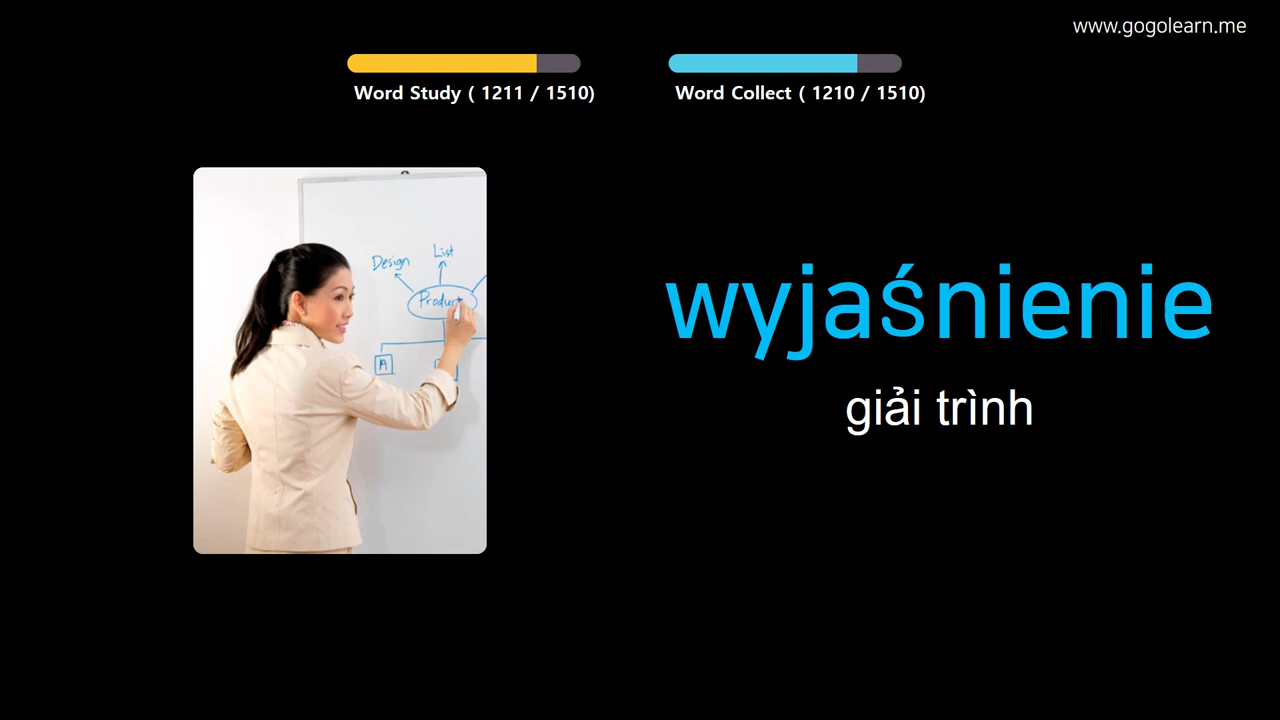 www.gogolearn.me
Word Study ( 1211 / 1510)
Word Collect ( 1210 / 1510)
Design
List
Product
A
wyjaśnienie
giải trình